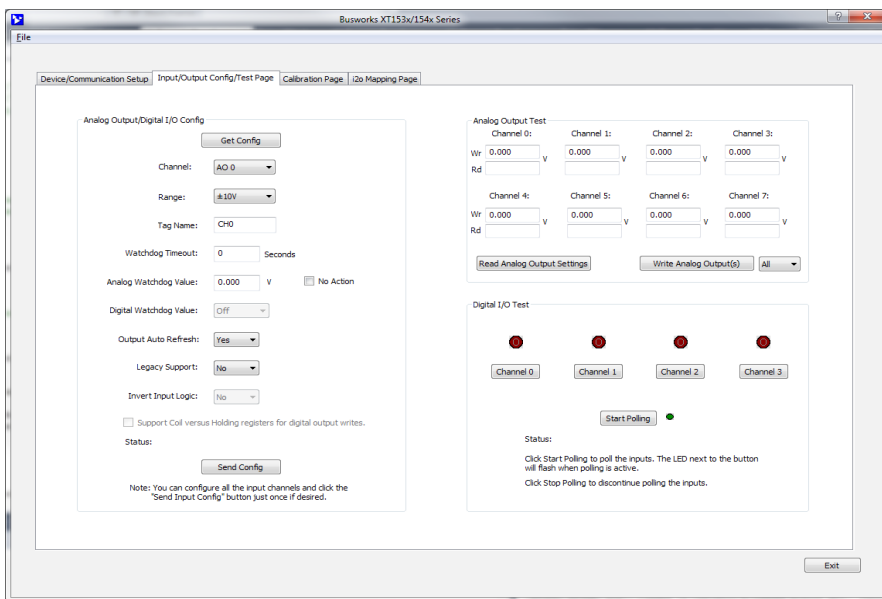 Busworks XT153x/154x Series
File
Device/Communication Setup Input/Output Config/Test Page Calibration Page i2o Mapping Page
Analog Output/Digital I/O Config
Get Config
Channel: AO 0
Range: ±10V
Tag Name: CH0
Watchdog Timeout: 0 Seconds
Analog Watchdog Value: 0.000 V No Action
Digital Watchdog Value: Off
Output Auto Refresh: Yes
Legacy Support: No
Invert Input Logic: No
Support Coil versus Holding registers for digital output writes.
Status:
Send Config
Note: You can configure all the input channels and click the
"Send Input Config" button just once if desired.
Analog Output Test
Channel 0: Channel 1: Channel 2: Channel 3:
Wr 0.000 V 0.000 V 0.000 V 0.000 V
Rd
Channel 4: Channel 5: Channel 6: Channel 7:
Wr 0.000 V 0.000 V 0.000 V 0.000 V
Rd
Read Analog Output Settings Write Analog Output(s) All
Digital I/O Test
Channel 0 Channel 1 Channel 2 Channel 3
Start Polling
Status:
Click Start Polling to poll the inputs. The LED next to the button
will flash when polling is active.
Click Stop Polling to discontinue polling the inputs.
Exit